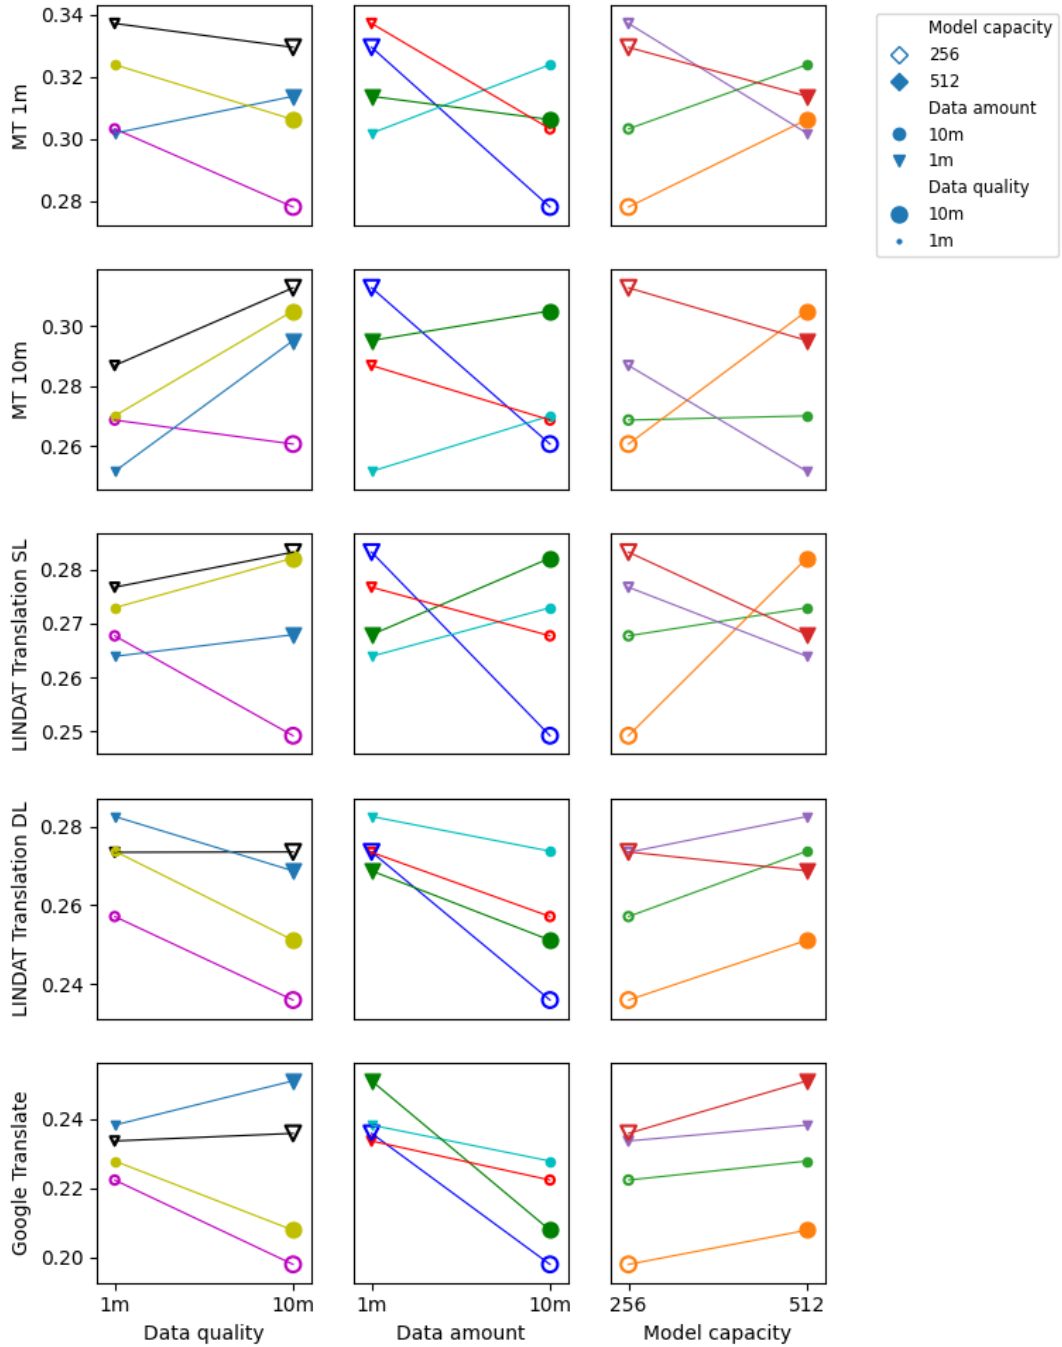 0.34
0.32
0.30
0.28
MT 1m
Model capacity
256
512
Data amount
10m
1m
Data quality
10m
1m
0.30
0.28
0.26
MT 10m
0.28
0.27
0.26
0.25
LINDAT Translation SL
0.28
0.26
0.24
LINDAT Translation DL
0.24
0.22
0.20
Google Translate
1m 10m
Data quality
1m 10m
Data amount
256 512
Model capacity